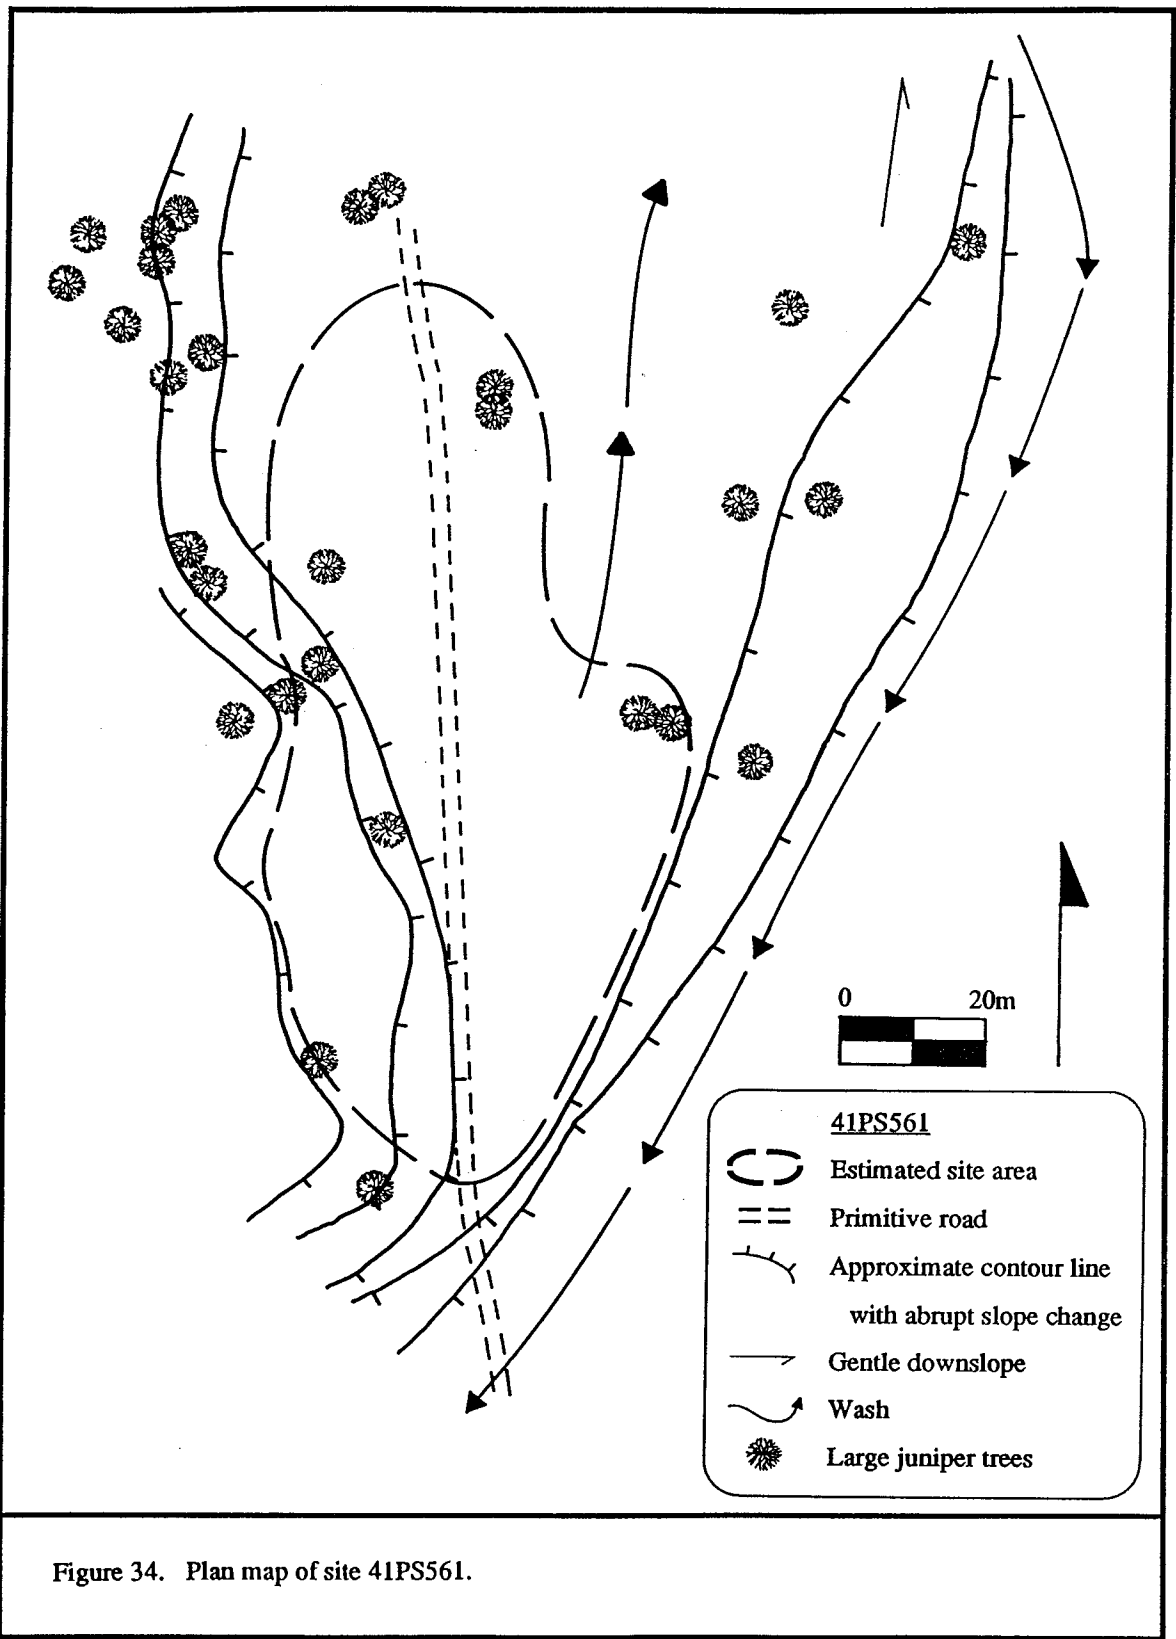 0 20m
41PS561
Estimated site area
Primitive road
Approximate contour line
with abrupt slope change
Gentle downslope
Wash
Large juniper trees
Figure 34. Plan map of site 41PS561.